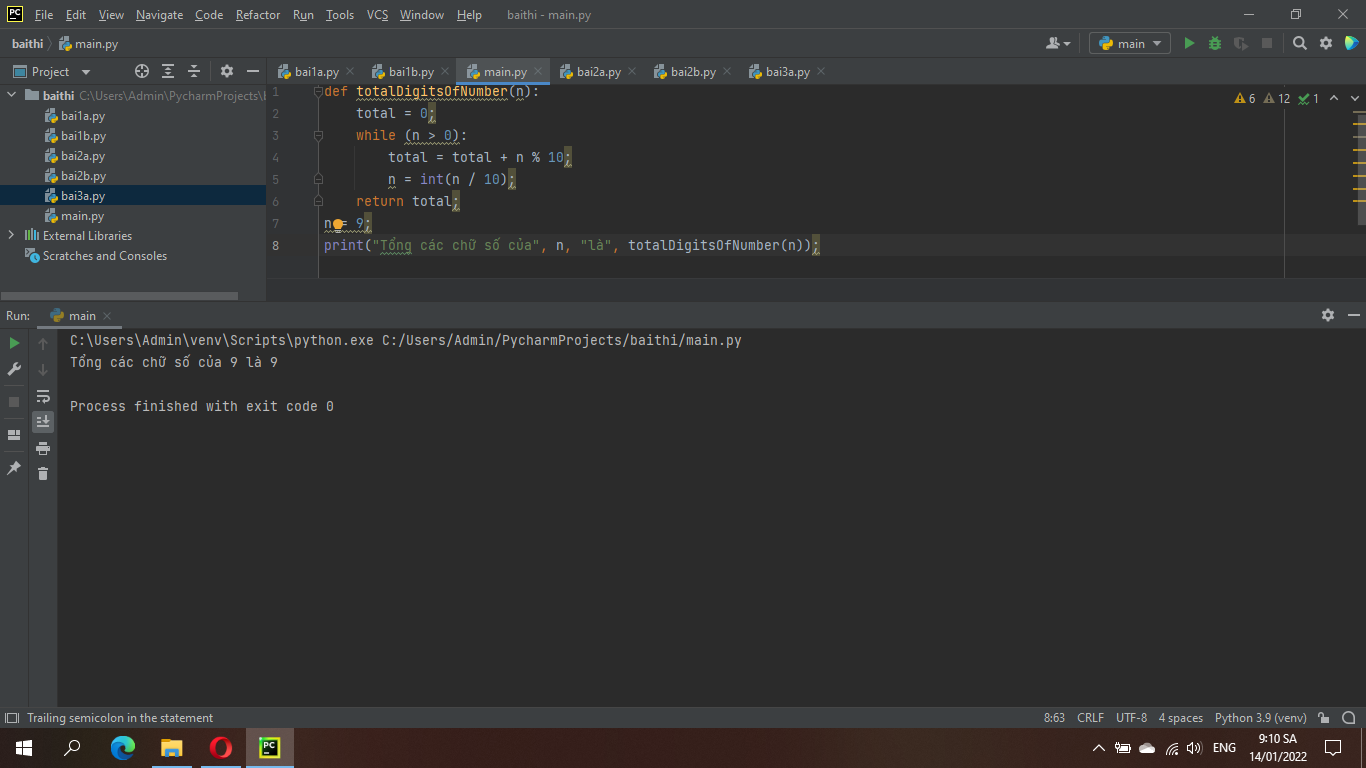 PC File Edit View Navigate Code Refactor Run Tools VCS Window Help baithi - main.py
baithi main.py main
Project bai1a.py bai1b.py main.py bai2a.py bai2b.py bai3a.py
baithi C:\Users\Admin\PycharmProjects\
bai1a.py
bai1b.py
bai2a.py
bai2b.py
bai3a.py
main.py
External Libraries
Scratches and Consoles
6 12 1
1 def totalDigitsOfNumber(n):
2 total = 0;
3 while (n > 0):
4 total = total + n % 10;
5 n = int(n / 10);
6 return total;
7 n = 9;
8 print("Tổng các chữ số của", n, "là", totalDigitsOfNumber(n));
Run: main
C:\Users\Admin\venv\Scripts\python.exe C:/Users/Admin/PycharmProjects/baithi/main.py
Tổng các chữ số của 9 là 9
Process finished with exit code 0
Trailing semicolon in the statement 8:63 CRLF UTF-8 4 spaces Python 3.9 (venv)
PC ENG 9:10 SA
14/01/2022